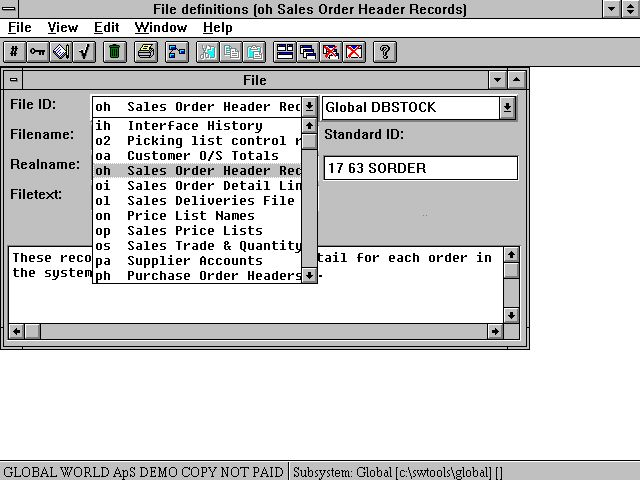 File definitions (oh Sales Order Header Records)
File View Edit Window Help
# ?
File
File ID: oh Sales Order Header Rec Global DBSTOCK
Filename: Standard ID:
Realname: 17 63 SORDER
Filetext:
ih Interface History
o2 Picking list control r
oa Customer O/S Totals
oh Sales Order Header Rec
oi Sales Order Detail Lin
ol Sales Deliveries File
on Price List Names
op Sales Price Lists
os Sales Trade & Quantity
pa Supplier Accounts
ph Purchase Order Headers
These reco tail for each order in
the system -
GLOBAL WORLD ApS DEMO COPY NOT PAID Subsystem: Global [c:\swtools\global] []